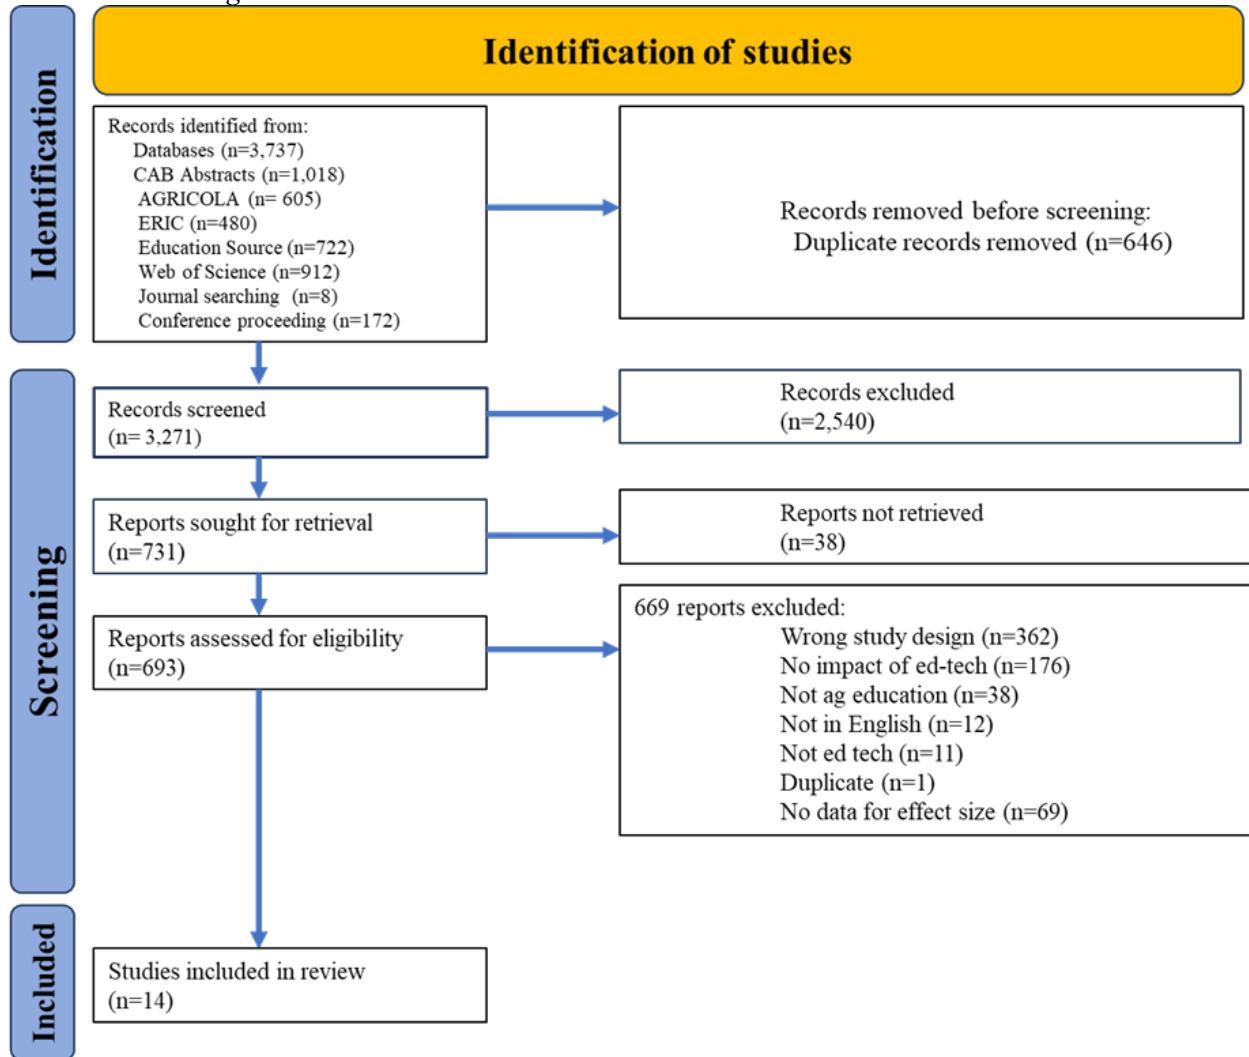 Identification of studies
Identification
Records identified from:
Databases (n=3,737)
CAB Abstracts (n=1,018)
AGRICOLA (n= 605)
ERIC (n=480)
Education Source (n=722)
Web of Science (n=912)
Journal searching (n=8)
Conference proceeding (n=172)
Records removed before screening:
Duplicate records removed (n=646)
Screening
Records screened
(n= 3,271)
Records excluded
(n=2,540)
Reports sought for retrieval
(n=731)
Reports not retrieved
(n=38)
Reports assessed for eligibility
(n=693)
669 reports excluded:
Wrong study design (n=362)
No impact of ed-tech (n=176)
Not ag education (n=38)
Not in English (n=12)
Not ed tech (n=11)
Duplicate (n=1)
No data for effect size (n=69)
Included
Studies included in review
(n=14)